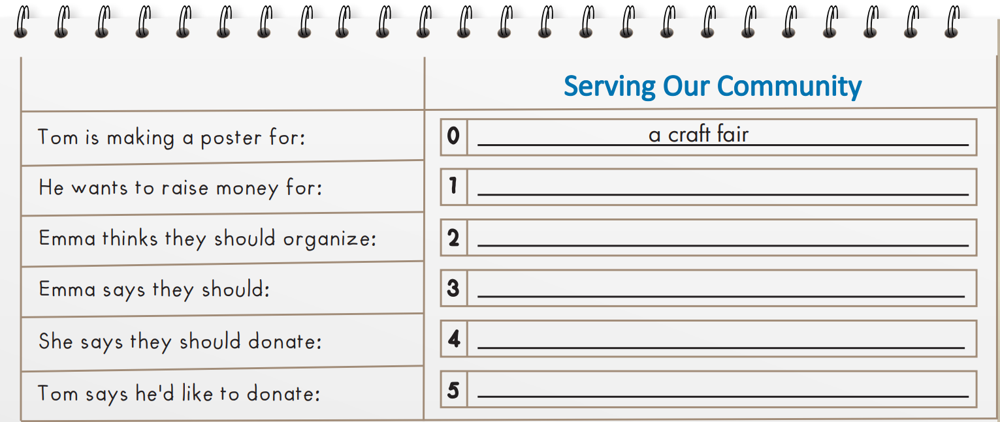 Serving Our Community
Tom is making a poster for:
0 a craft fair
He wants to raise money for:
1
Emma thinks they should organize:
2
Emma says they should:
3
She says they should donate:
4
Tom says he'd like to donate:
5